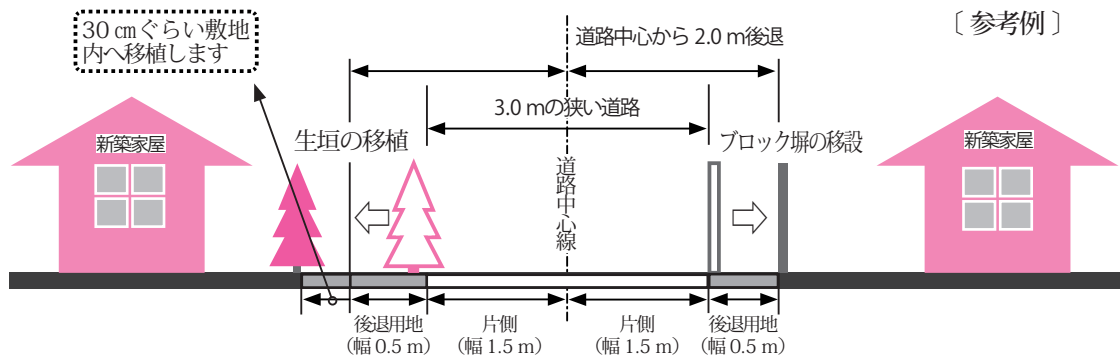 30 ㎝ぐらい敷地
内へ移植します
〔 参考例 〕
道路中心から 2.0 m後退
3.0 mの狭い道路
新築家屋
生垣の移植
道路中心線
ブロック塀の移設
新築家屋
後退用地
(幅 0.5 m)
片側
(幅 1.5 m)
片側
(幅 1.5 m)
後退用地
(幅 0.5 m)